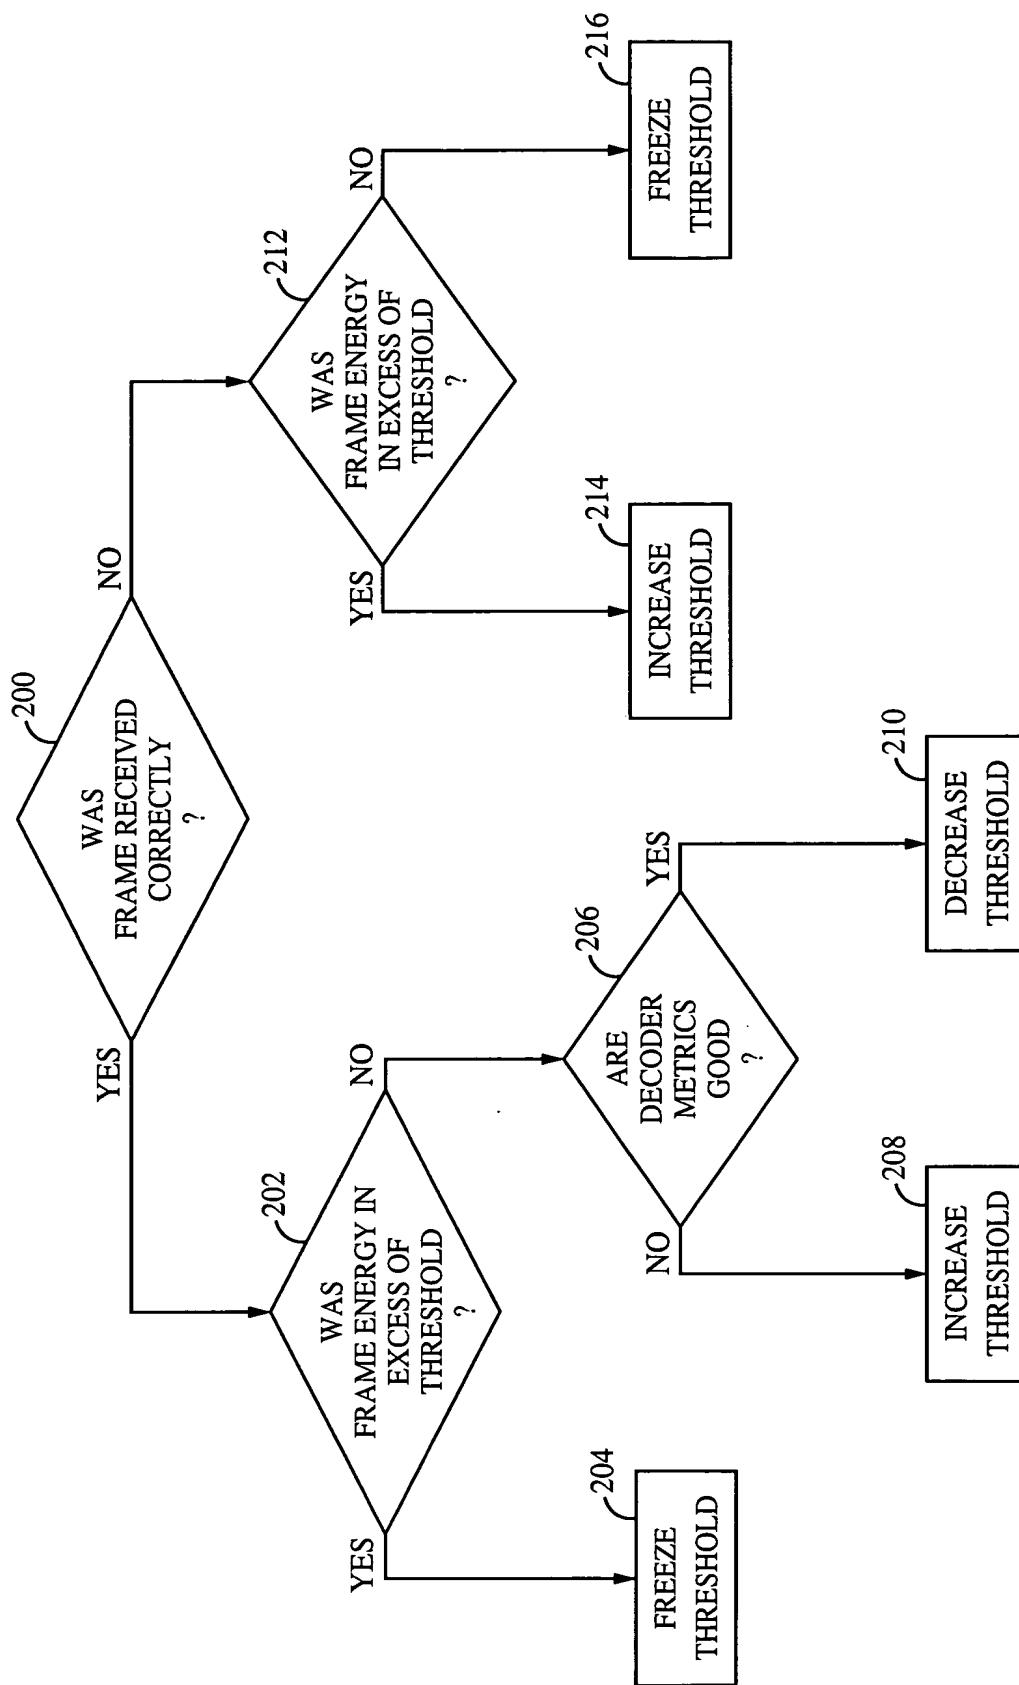 200
WAS
FRAME RECEIVED
CORRECTLY
?
YES
NO
202
WAS
FRAME ENERGY IN
EXCESS OF
THRESHOLD
?
YES
NO
212
WAS
FRAME ENERGY
IN EXCESS OF
THRESHOLD
?
YES
NO
204
FREEZE
THRESHOLD
206
ARE
DECODER
METRICS
GOOD
?
NO
YES
214
INCREASE
THRESHOLD
216
FREEZE
THRESHOLD
208
INCREASE
THRESHOLD
210
DECREASE
THRESHOLD